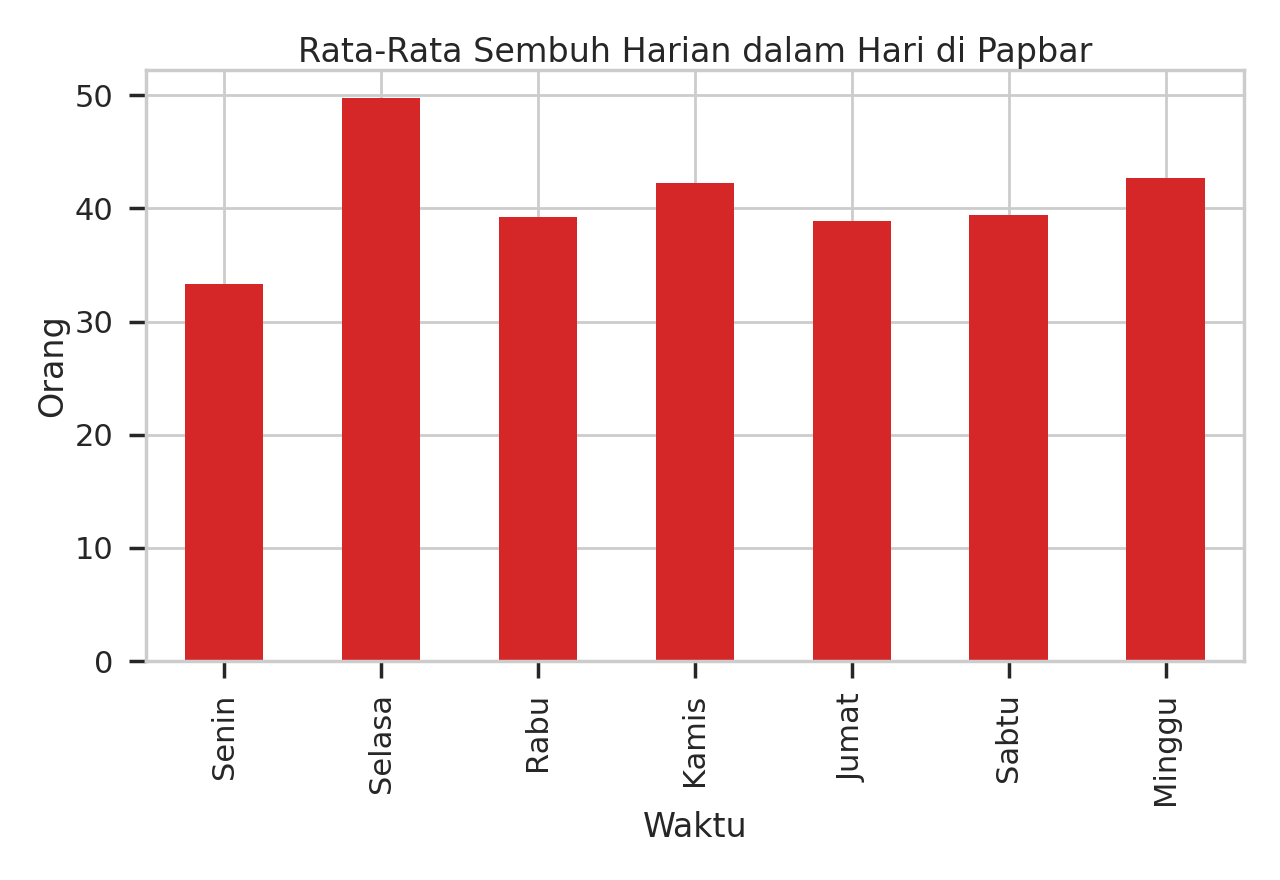 Rata-Rata Sembuh Harian dalam Hari di Papbar
50
40
30
20
10
0
Orang
Senin
Selasa
Rabu
Kamis
Jumat
Sabtu
Minggu
Waktu